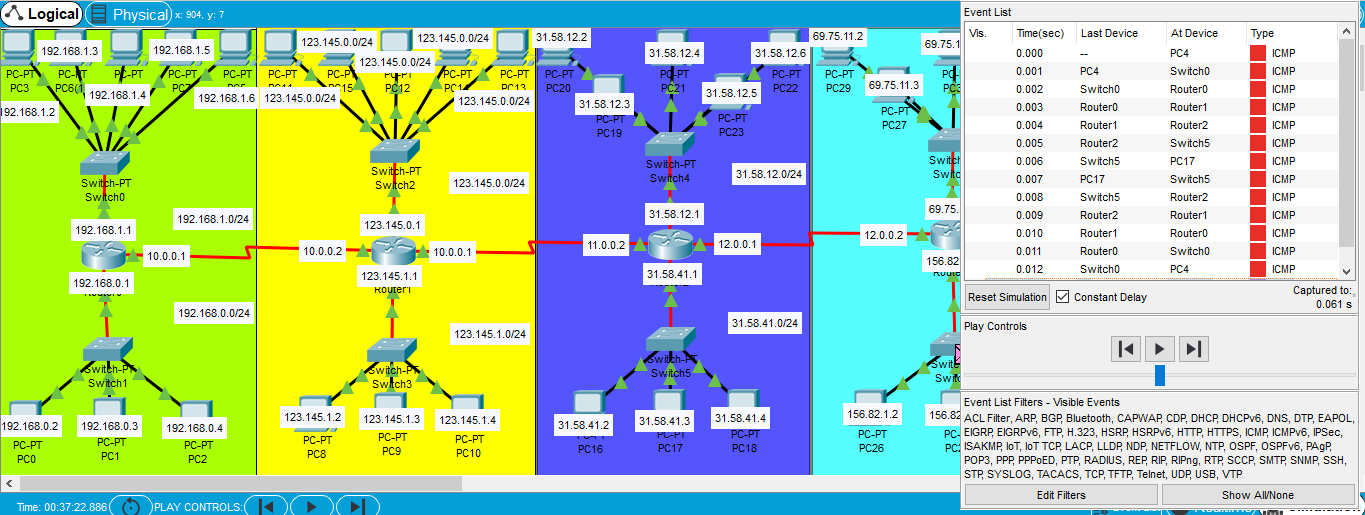 Logical
Physical
x: 904, y: 7
192.168.1.3
192.168.1.5
PC-PT
PC3
PC-PT
PC6(1
PC-PT
PC-PT
PC-PT
192.168.1.4
192.168.1.6
192.168.1.2
Switch-PT
Switch0
192.168.1.0/24
192.168.1.1
10.0.0.1
192.168.0.1
192.168.0.0/24
Switch-PT
Switch1
192.168.0.2
192.168.0.3
192.168.0.4
PC-PT
PC0
PC-PT
PC1
PC-PT
PC2
123.145.0.0/24
123.145.0.0/24
123.145.0.0/24
PC-PT
PC-PT
PC15
PC-PT
PC12
PC-PT
PC-PT
PC13
123.145.0.0/24
123.145.0.0/24
Switch-PT
Switch2
123.145.0.0/24
123.145.0.1
10.0.0.2
10.0.0.1
123.145.1.1
Router1
123.145.1.0/24
Switch-PT
Switch3
123.145.1.2
123.145.1.3
123.145.1.4
PC-PT
PC8
PC-PT
PC9
PC-PT
PC10
31.58.12.2
31.58.12.4
31.58.12.6
PC-PT
PC20
PC-PT
PC21
PC-PT
PC22
31.58.12.3
31.58.12.5
PC-PT
PC19
PC-PT
PC23
Switch-PT
Switch4
31.58.12.0/24
31.58.12.1
11.0.0.2
12.0.0.1
31.58.41.1
31.58.41.0/24
Switch-PT
Switch5
31.58.41.2
31.58.41.3
31.58.41.4
PC-PT
PC16
PC-PT
PC17
PC-PT
PC18
69.75.11.2
69.75.1
PC-PT
PC29
69.75.11.3
PC-PT
PC27
69.75.
12.0.0.2
156.82
156.82.1.2
156.82
PC-PT
PC26
Time: 00:37:22.886
PLAY CONTROLS:
Event List
Vis. Time(sec) Last Device At Device Type
0.000 -- PC4 ICMP
0.001 PC4 Switch0 ICMP
0.002 Switch0 Router0 ICMP
0.003 Router0 Router1 ICMP
0.004 Router1 Router2 ICMP
0.005 Router2 Switch5 ICMP
0.006 Switch5 PC17 ICMP
0.007 PC17 Switch5 ICMP
0.008 Switch5 Router2 ICMP
0.009 Router2 Router1 ICMP
0.010 Router1 Router0 ICMP
0.011 Router0 Switch0 ICMP
0.012 Switch0 PC4 ICMP
Reset Simulation
Constant Delay
Captured to:
0.061 s
Play Controls
Event List Filters - Visible Events
ACL Filter, ARP, BGP, Bluetooth, CAPWAP, CDP, DHCP, DHCPv6, DNS, DTP, EAPOL,
EIGRP, EIGRPv6, FTP, H.323, HSRP, HSRPv6, HTTP, HTTPS, ICMP, ICMPv6, IPSec,
ISAKMP, IoT, IoT TCP, LACP, LLDP, NDP, NETFLOW, NTP, OSPF, OSPFv6, PAgP,
POP3, PPP, PPPoED, PTP, RADIUS, REP, RIP, RIPng, RTP, SCCP, SMTP, SNMP, SSH,
STP, SYSLOG, TACACS, TCP, TFTP, Telnet, UDP, USB, VTP
Edit Filters
Show All/None